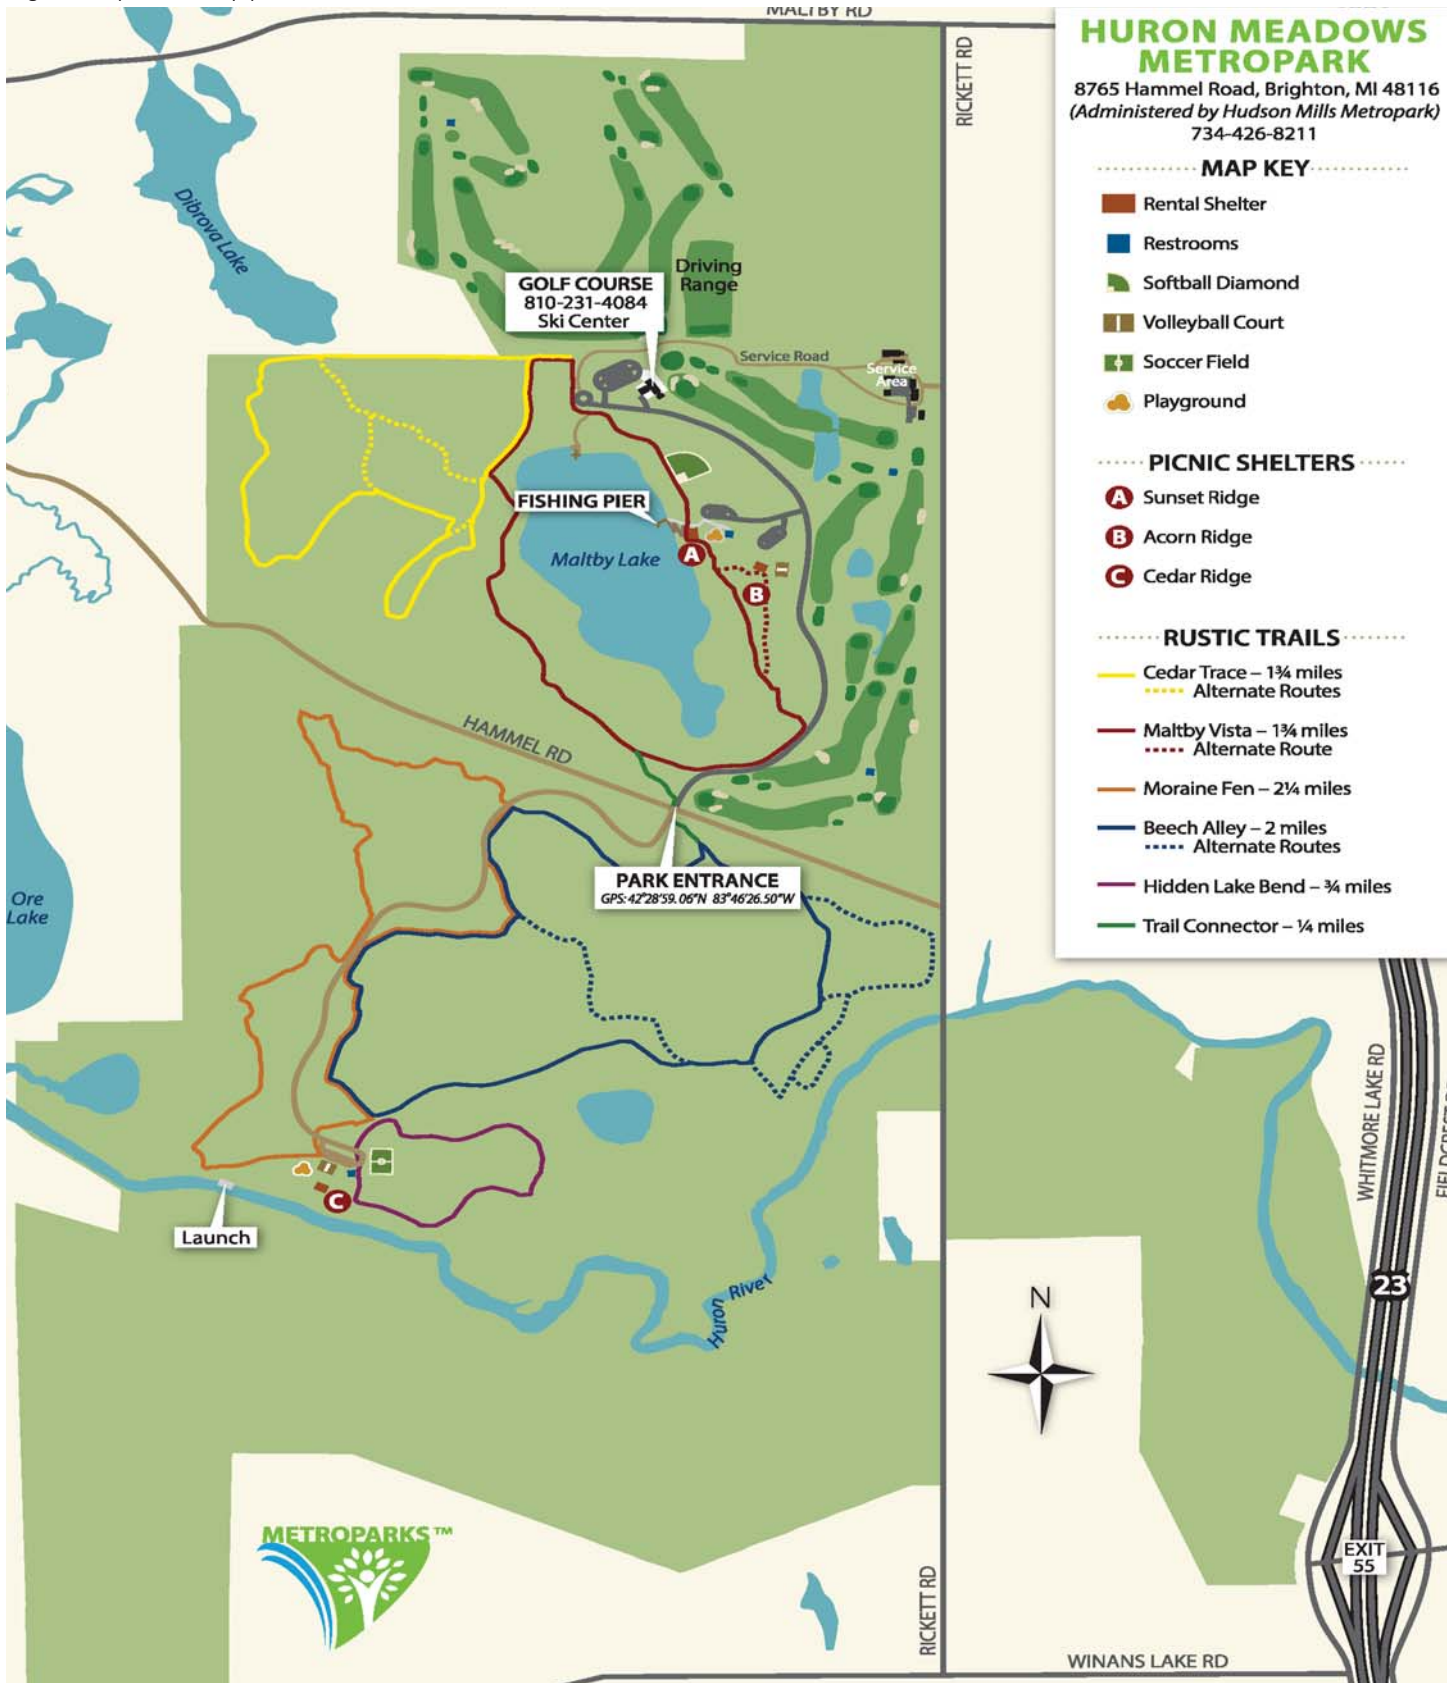 MALTBY RD
RICKETT RD
HURON MEADOWS
METROPARK
8765 Hammel Road, Brighton, MI 48116
(Administered by Hudson Mills Metropark)
734-426-8211
MAP KEY
Rental Shelter
Restrooms
Softball Diamond
Volleyball Court
Soccer Field
Playground
PICNIC SHELTERS
A Sunset Ridge
B Acorn Ridge
C Cedar Ridge
RUSTIC TRAILS
Cedar Trace – 1¾ miles
Alternate Routes
Maltby Vista – 1¾ miles
Alternate Route
Moraine Fen – 2¼ miles
Beech Alley – 2 miles
Alternate Routes
Hidden Lake Bend – ¾ miles
Trail Connector – ¼ miles
Dibrova Lake
GOLF COURSE
810-231-4084
Ski Center
Driving
Range
Service Road
Service
Area
FISHING PIER
Maltby Lake
A
B
HAMMEL RD
PARK ENTRANCE
GPS: 42°28'59.06"N 83°46'26.50"W
Ore
Lake
C
Launch
Huron River
WHITMORE LAKE RD
23
N
METROPARKS™
RICKETT RD
EXIT
55
WINANS LAKE RD